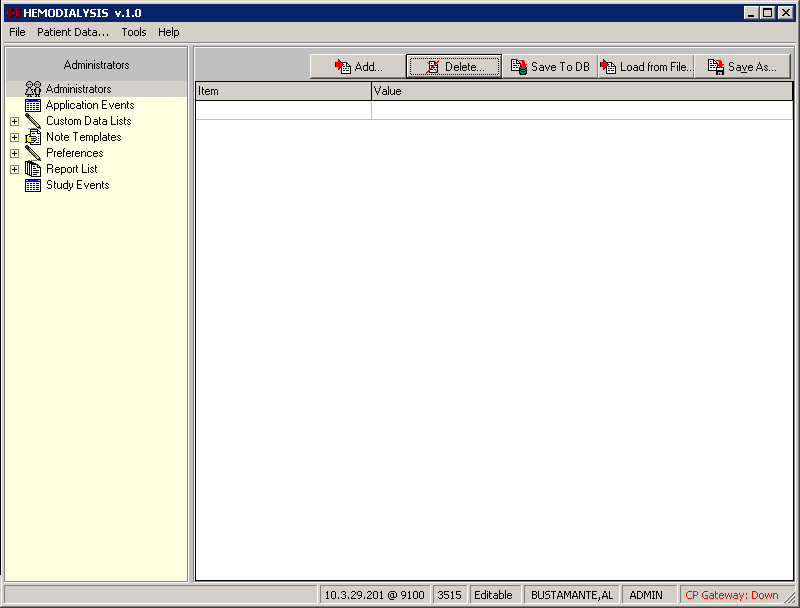 HEMODIALYSIS v.1.0
File Patient Data... Tools Help
Administrators
Add... Delete... Save To DB Load from File... Save As...
Item Value
Administrators
Application Events
Custom Data Lists
Note Templates
Preferences
Report List
Study Events
10.3.29.201 @ 9100 3515 Editable BUSTAMANTE,AL ADMIN CP Gateway: Down